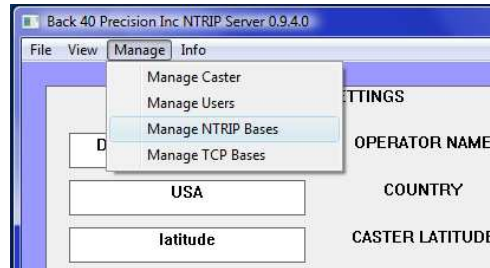 Back 40 Precision Inc NTRIP Server 0.9.4.0
File View Manage Info
Manage Caster
Manage Users
Manage NTRIP Bases
Manage TCP Bases
TTINGS
D
OPERATOR NAME
USA
COUNTRY
latitude
CASTER LATITUDE